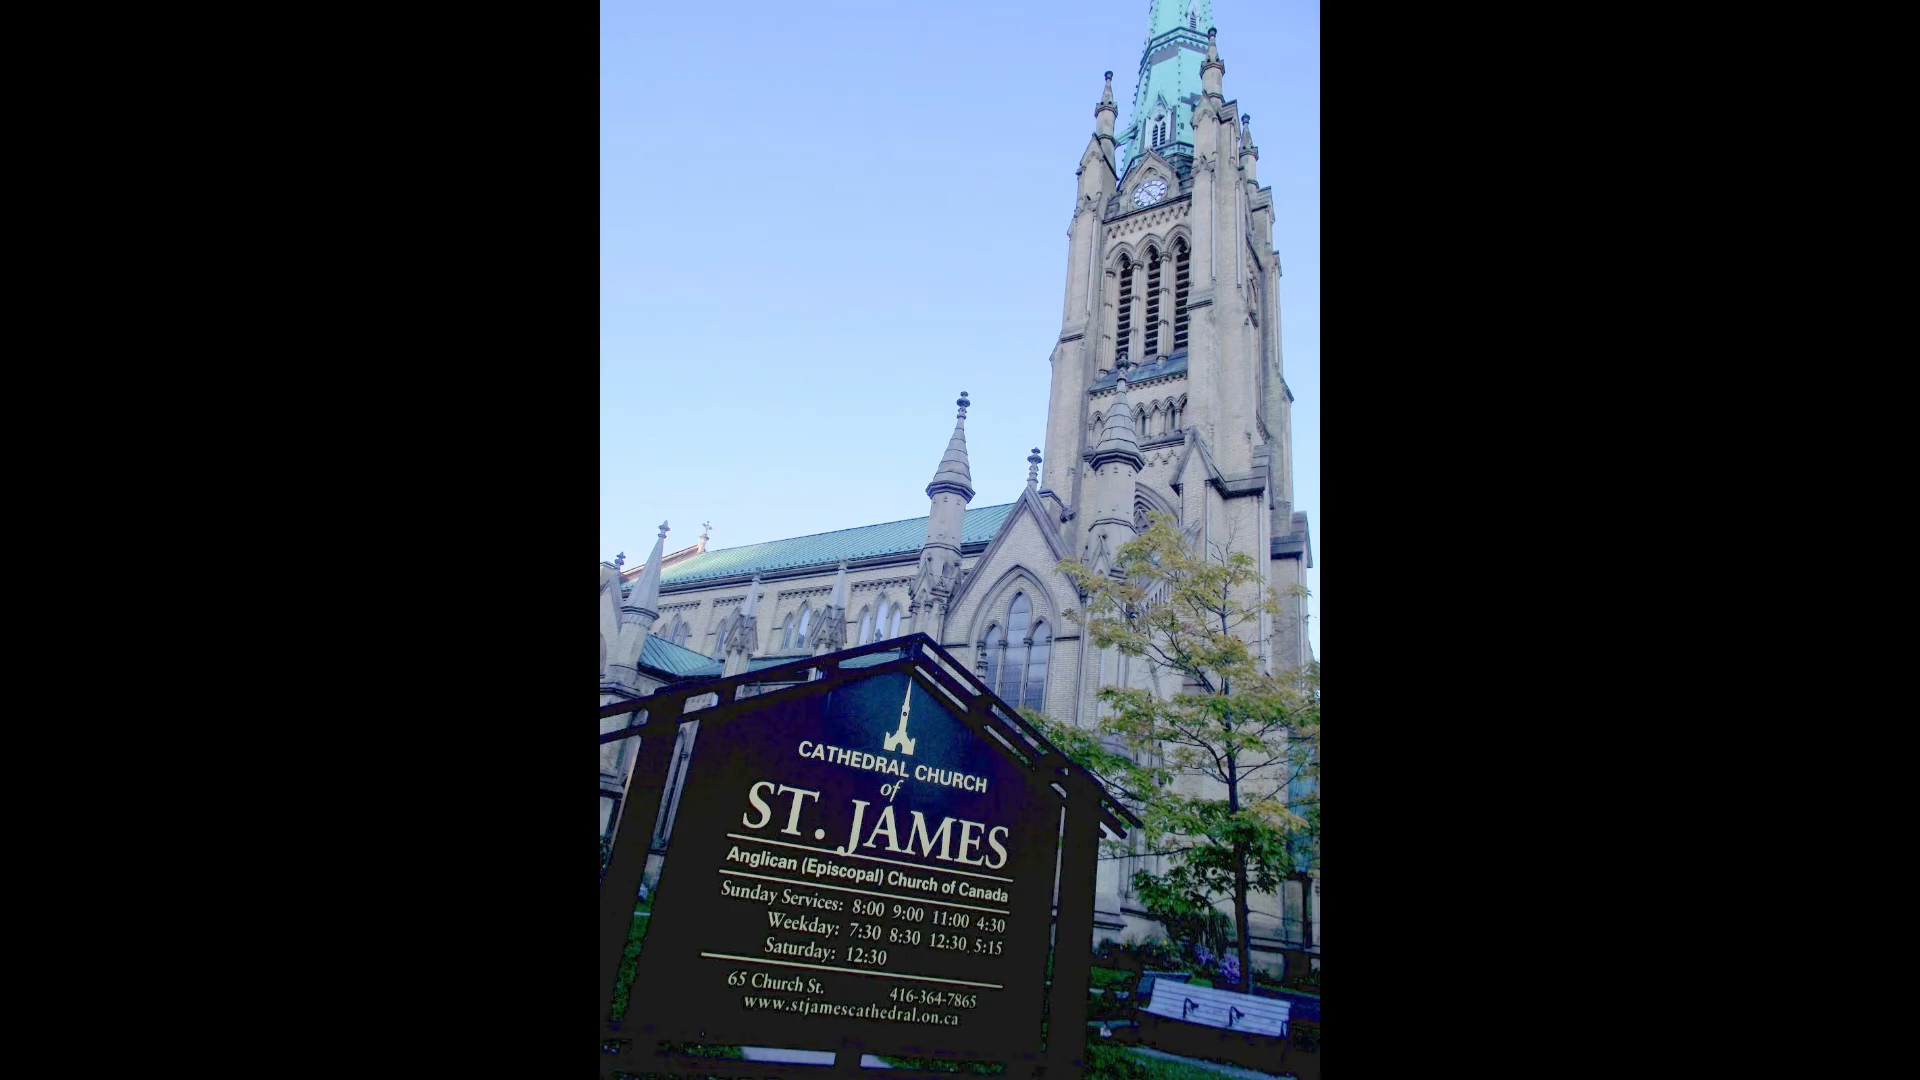 CATHEDRAL CHURCH
of
ST. JAMES
Anglican (Episcopal) Church of Canada
Sunday Services: 8:00 9:00 11:00 4:30
Weekday: 7:30 8:30 12:30 5:15
Saturday: 12:30
65 Church St. 416-364-7865
www.stjamescathedral.on.ca